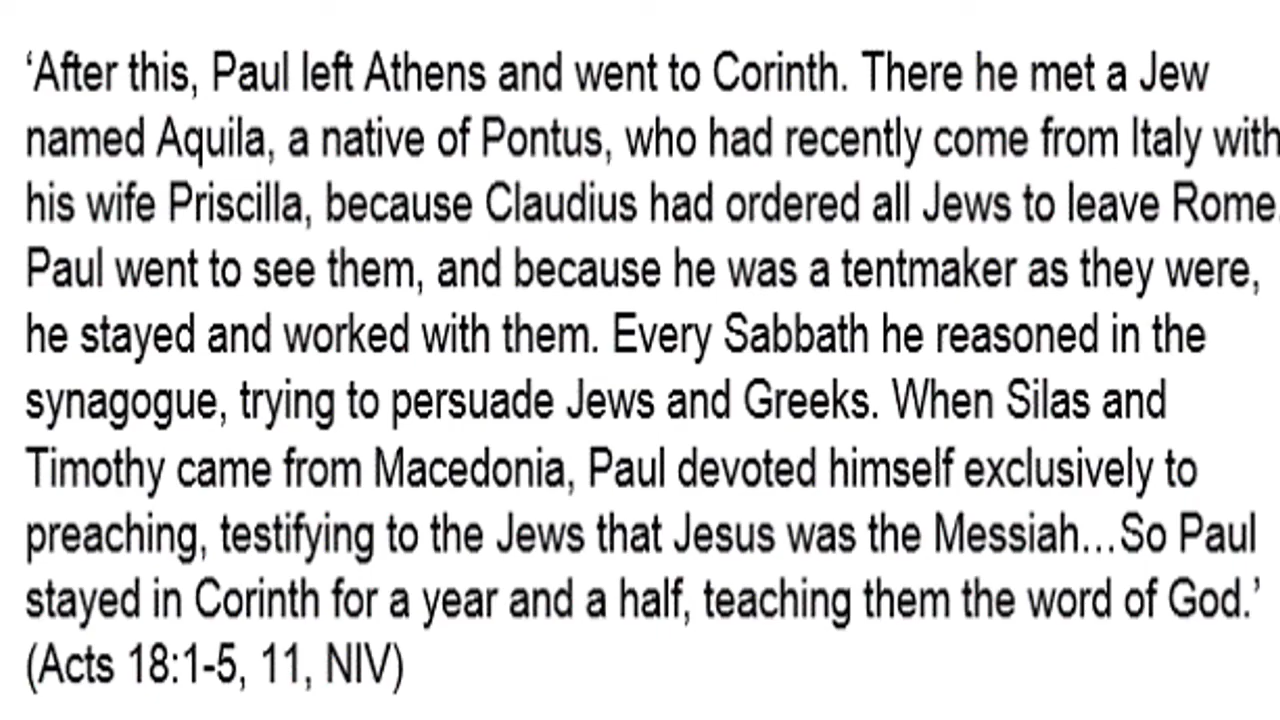 ‘After this, Paul left Athens and went to Corinth. There he met a Jew
named Aquila, a native of Pontus, who had recently come from Italy with
his wife Priscilla, because Claudius had ordered all Jews to leave Rome.
Paul went to see them, and because he was a tentmaker as they were,
he stayed and worked with them. Every Sabbath he reasoned in the
synagogue, trying to persuade Jews and Greeks. When Silas and
Timothy came from Macedonia, Paul devoted himself exclusively to
preaching, testifying to the Jews that Jesus was the Messiah…So Paul
stayed in Corinth for a year and a half, teaching them the word of God.’
(Acts 18:1-5, 11, NIV)